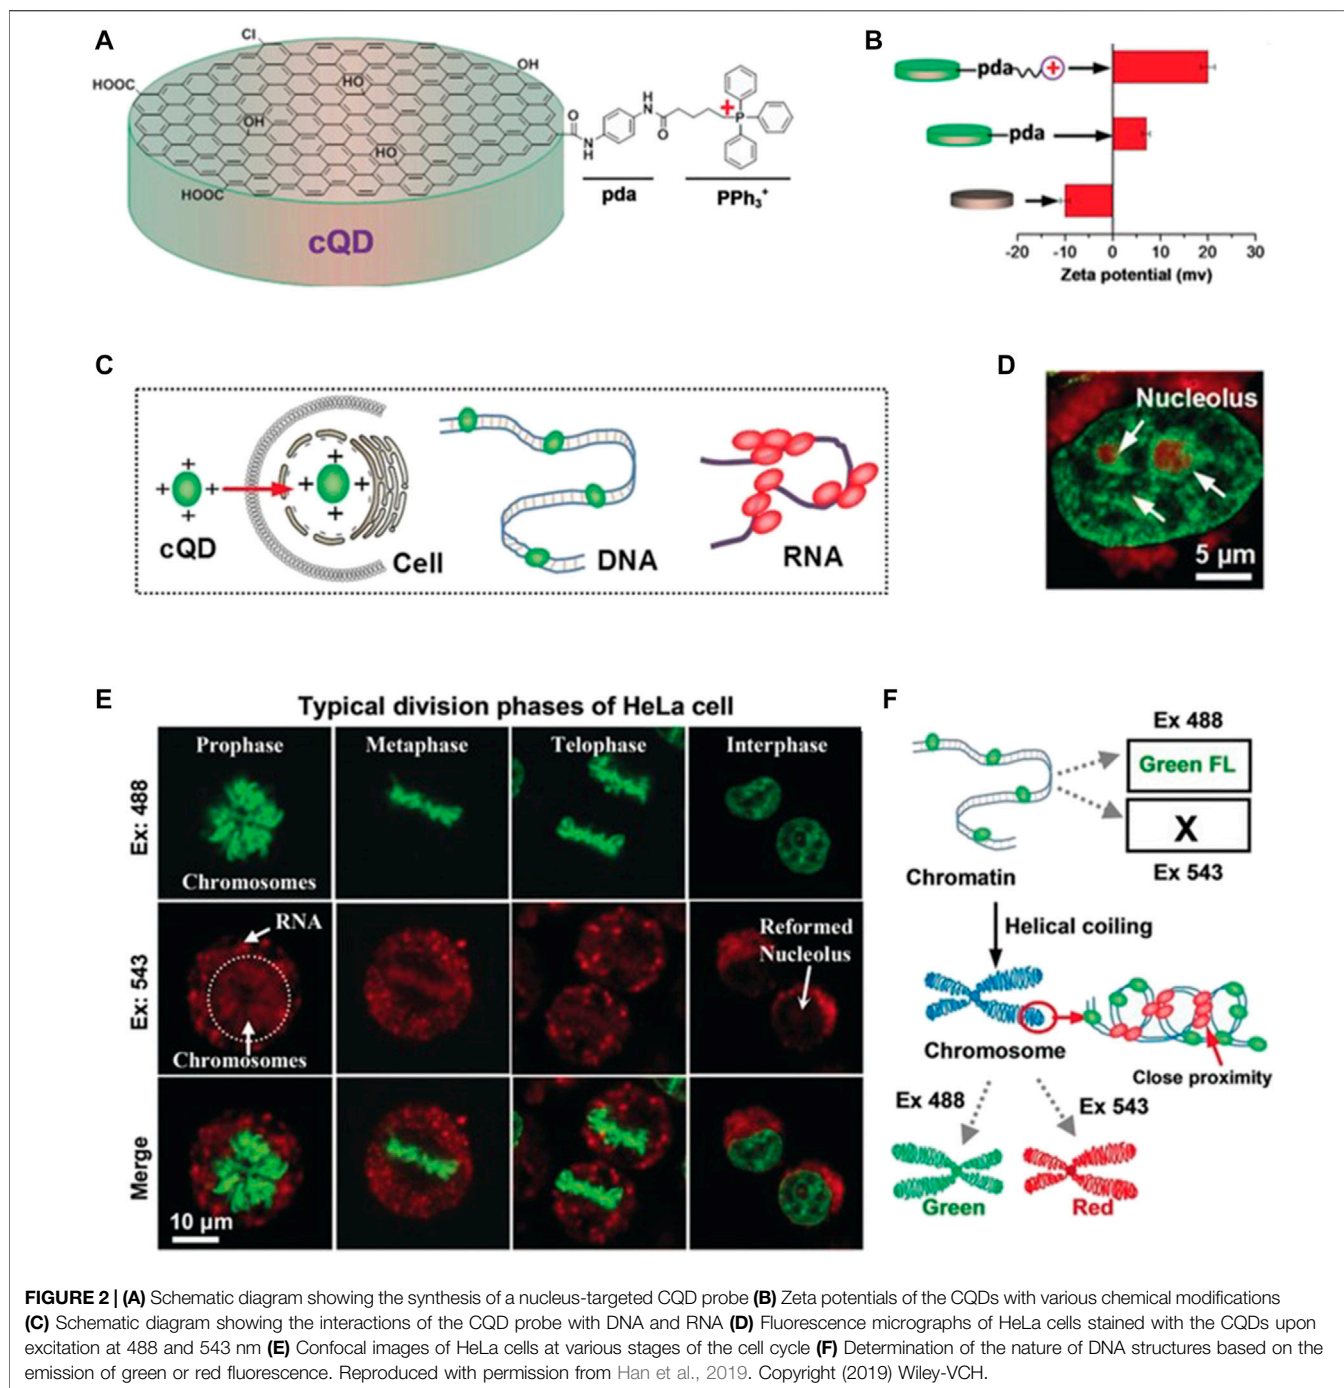 A
Cl
OH
HOOC
HO
OH
HO
HOOC
O
NH
H
N
O
+
P
pda
PPh3+
cQD
B
pda
+
pda
-20 -10 0 10 20 30
Zeta potential (mv)
C
+
+ +
+
cQD
+
+ +
+
Cell
DNA
RNA
D
Nucleolus
5 µm
E
Typical division phases of HeLa cell
Prophase Metaphase Telophase Interphase
Ex: 488
Chromosomes
Ex: 543
RNA
Chromosomes
Reformed
Nucleolus
Merge
10 µm
F
Ex 488
Green FL
X
Ex 543
Chromatin
Helical coiling
Chromosome
Close proximity
Ex 488
Ex 543
Green
Red
FIGURE 2 | (A) Schematic diagram showing the synthesis of a nucleus-targeted CQD probe (B) Zeta potentials of the CQDs with various chemical modifications
(C) Schematic diagram showing the interactions of the CQD probe with DNA and RNA (D) Fluorescence micrographs of HeLa cells stained with the CQDs upon
excitation at 488 and 543 nm (E) Confocal images of HeLa cells at various stages of the cell cycle (F) Determination of the nature of DNA structures based on the
emission of green or red fluorescence. Reproduced with permission from Han et al., 2019. Copyright (2019) Wiley-VCH.